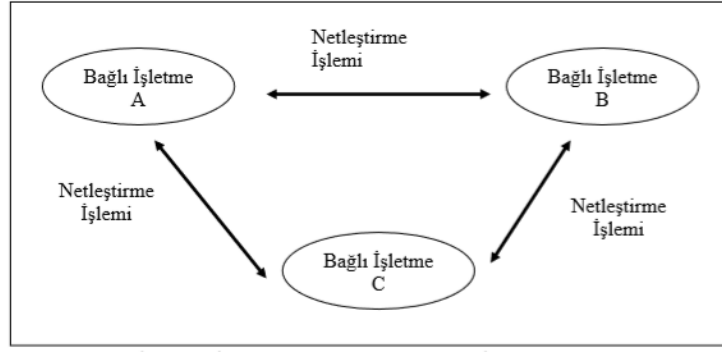 Netleştirme
İşlemi
Bağlı İşletme
A
Bağlı İşletme
B
Netleştirme
İşlemi
Netleştirme
İşlemi
Bağlı İşletme
C